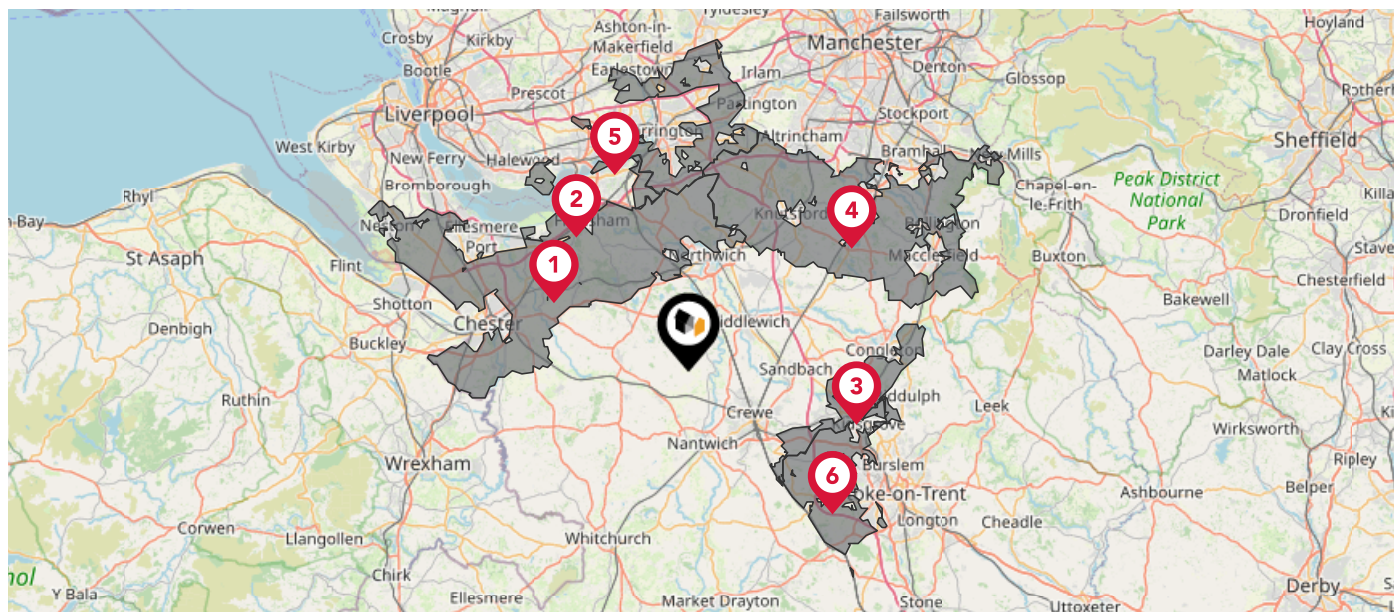 Tyldesley
Failsworth
Hoyland
Ashton-in-
Makerfield
Crosby
Kirkby
Manchester
Bootle
Earlestown
Irlam
Denton
Glossop
Prescot
Liverpool
Partington
Stockport
Rother
5
Altrincham
Sheffield
West Kirby
New Ferry
Halewood
Bramhall
New Mills
Bromborough
Chapel-en-
le-Frith
Peak District
National
Park
Rhyl
2
4
Dronfield
n-Bay
Neston
Ellesmere
Port
Knutsford
Bollington
St Asaph
Flint
1
Macclesfield
Buxton
Chesterfield
Shotton
Bakewell
Denbigh
Chester
Middlewich
Buckley
Congleton
Darley Dale
Clay Cross
Sandbach
Matlock
3
Ruthin
Crewe
Leek
Wirksworth
Nantwich
Wrexham
Burslem
Ripley
6
Stoke-on-Trent
Ashbourne
Belper
Corwen
Longton
Cheadle
Llangollen
Whitchurch
Chirk
Derby
Y Bala
Ellesmere
Market Drayton
Stone
Uttoxeter